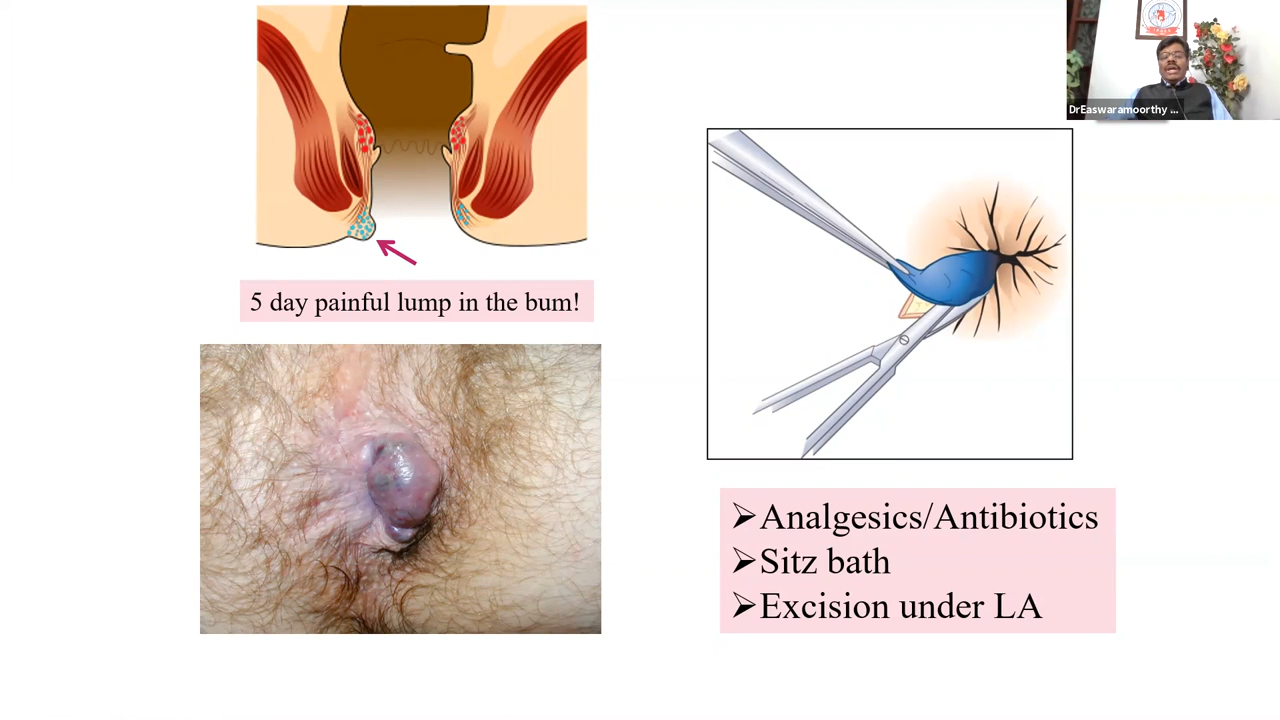 DrEaswaramoorthy ...
5 day painful lump in the bum!
➢Analgesics/Antibiotics
➢Sitz bath
➢Excision under LA